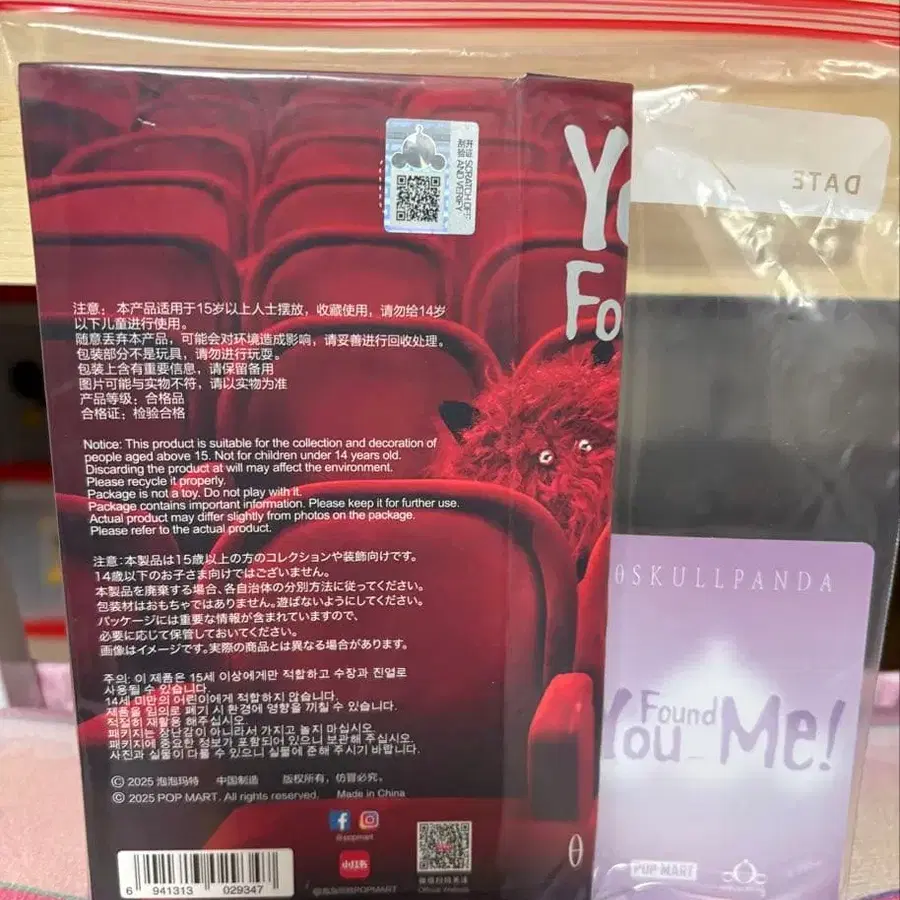 开证 SCRATCH OFF
刮验 AND VERIFY
Yo
Fo
DATE
注意： 本产品适用于15岁以上人士摆放，收藏使用，请勿给14岁
以下儿童进行使用。
随意丢弃本产品，可能会对环境造成影响，请妥善进行回收处理。
包装部分不是玩具，请勿进行玩耍。
包装上含有重要信息，请保留备用
图片可能与实物不符，请以实物为准
产品等级：合格品
合格证：检验合格
Notice: This product is suitable for the collection and decoration of
people aged above 15. Not for children under 14 years old.
Discarding the product at will may affect the environment.
Please recycle it properly.
Package is not a toy. Do not play with it.
Package contains important information. Please keep it for further use.
Actual product may differ slightly from photos on the package.
Please refer to the actual product.
注意：本製品は15歳以上の方のコレクションや装飾向けです。
14歳以下のお子さま向けではございません。
本製品を廃棄する場合、各自治体の分別方法に従ってください。
包装材はおもちゃではありません。遊ばないようにしてください。
パッケージには重要な情報が含まれていますので、
必要に応じて保管しておいてください。
画像はイメージです。実際の商品とは異なる場合があります。
주의: 이 제품은 15세 이상에게만 적합하고 수장과 진열로
사용될 수 있습니다.
14세 미만의 어린이에게 적합하지 않습니다.
제품을 임의로 폐기 시 환경에 영향을 끼칠 수 있습니다.
적절히 재활용 해주십시오.
패키지는 장난감이 아니라서 가지고 놀지 마십시오.
패키지에 중요한 정보가 포함되어 있으니 보관해 주십시오.
사진과 실물이 다를 수 있으니 실물에 준해 주시기 바랍니다.
© 2025 泡泡玛特 中国制造 版权所有，仿冒必究。
© 2025 POP MART. All rights reserved. Made in China
@popmart
小红书
@泡泡玛特POPMART
Official Website
6 941313 029347
θ
θSKULLPANDA
You Found Me!
POP MART